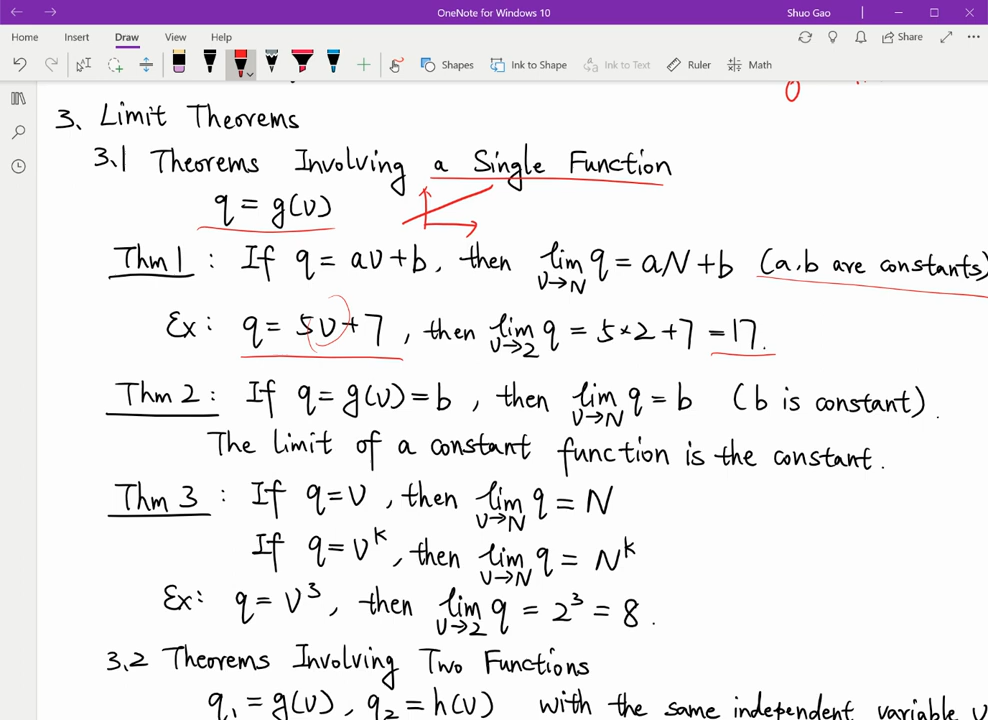 OneNote for Windows 10
Shuo Gao
Home Insert Draw View Help
Share
Shapes Ink to Shape Ink to Text Ruler Math
3. Limit Theorems
3.1 Theorems Involving a Single Function
q = g(v)
Thm 1 : If q = av + b, then lim v→N q = aN + b (a, b are constants)
Ex: q = 5v + 7, then lim v→2 q = 5*2 + 7 = 17.
Thm 2 : If q = g(v) = b, then lim v→N q = b (b is constant).
The limit of a constant function is the constant.
Thm 3 : If q = v, then lim v→N q = N
If q = v^k, then lim v→N q = N^k
Ex: q = v^3, then lim v→2 q = 2^3 = 8.
3.2 Theorems Involving Two Functions
q₁ = g(v), q₂ = h(v) with the same independent variable v